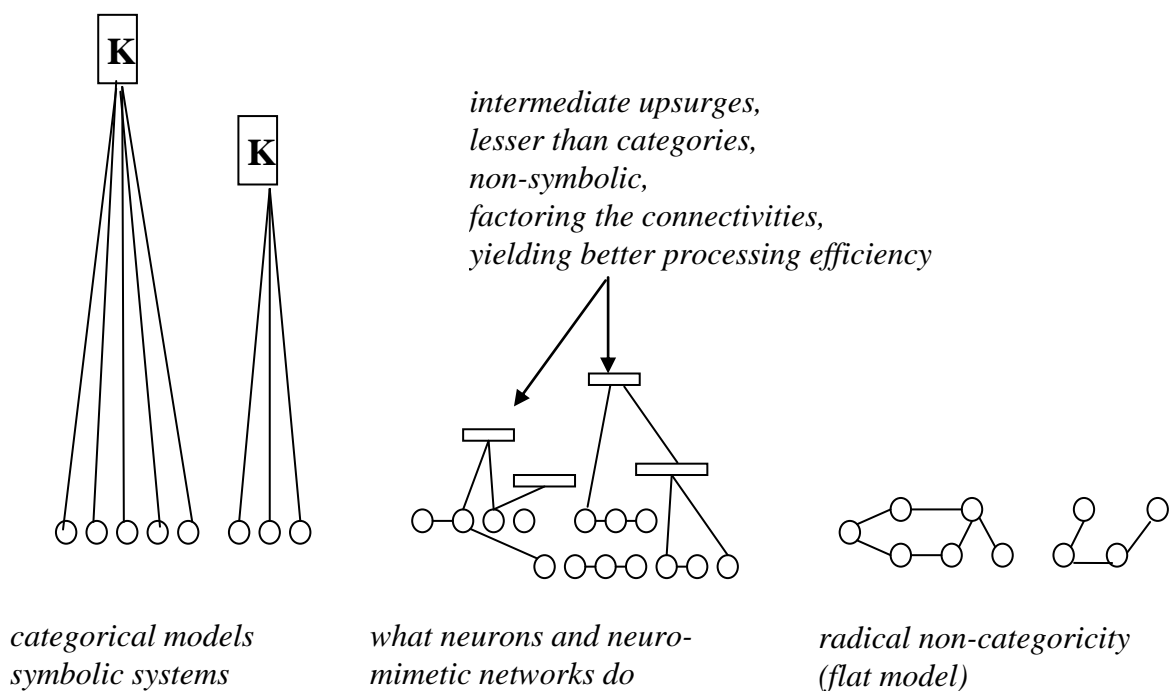 K
K
intermediate upsurges,
lesser than categories,
non-symbolic,
factoring the connectivities,
yielding better processing efficiency
categorical models
symbolic systems
what neurons and neuro-
mimetic networks do
radical non-categoricity
(flat model)